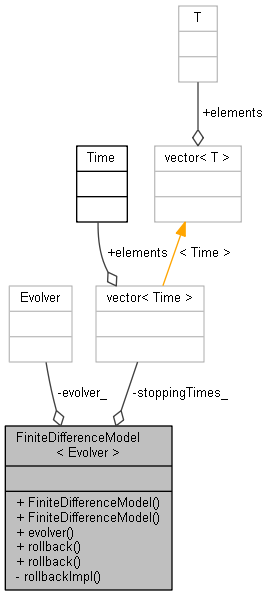 T
+elements
Time
vector< T >
+elements
< Time >
Evolver
vector< Time >
-evolver_
-stoppingTimes_
FiniteDifferenceModel
< Evolver >
+ FiniteDifferenceModel()
+ FiniteDifferenceModel()
+ evolver()
+ rollback()
+ rollback()
- rollbackImpl()